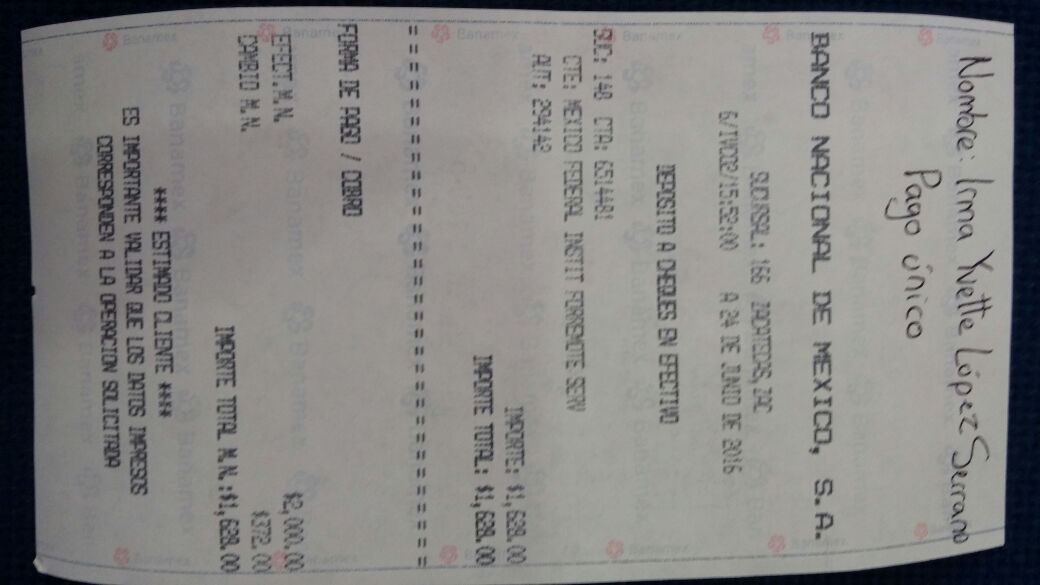 Nombre: Irma Yvette López Serrano
Pago único
BANCO NACIONAL DE MEXICO, S.A.
SUCURSAL: 166 ZACATECAS, ZAC
6/IVC02/15:52:00 A 24 DE JUNIO DE 2016
DEPOSITO A CHEQUES EN EFECTIVO
SUC: 140 CTA: 6514481
CTE: MEXICO FEDERAL INSTIT FORREMOTE SERV
AUT: 294142
IMPORTE: $1,628.00
IMPORTE TOTAL: $1,628.00
FORMA DE PAGO / COBRO
EFECT.M.N. $2,000.00
CAMBIO M.N. $372.00
IMPORTE TOTAL M.N.:$1,628.00
**** ESTIMADO CLIENTE ****
ES IMPORTANTE VALIDAR QUE LOS DATOS IMPRESOS
CORRESPONDEN A LA OPERACION SOLICITADA
Banamex